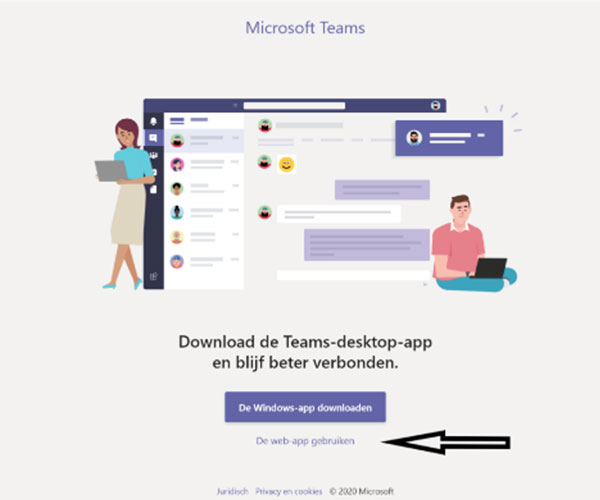 Microsoft Teams
Download de Teams-desktop-app
en blijf beter verbonden.
De Windows-app downloaden
De web-app gebruiken
Juridisch Privacy en cookies © 2020 Microsoft